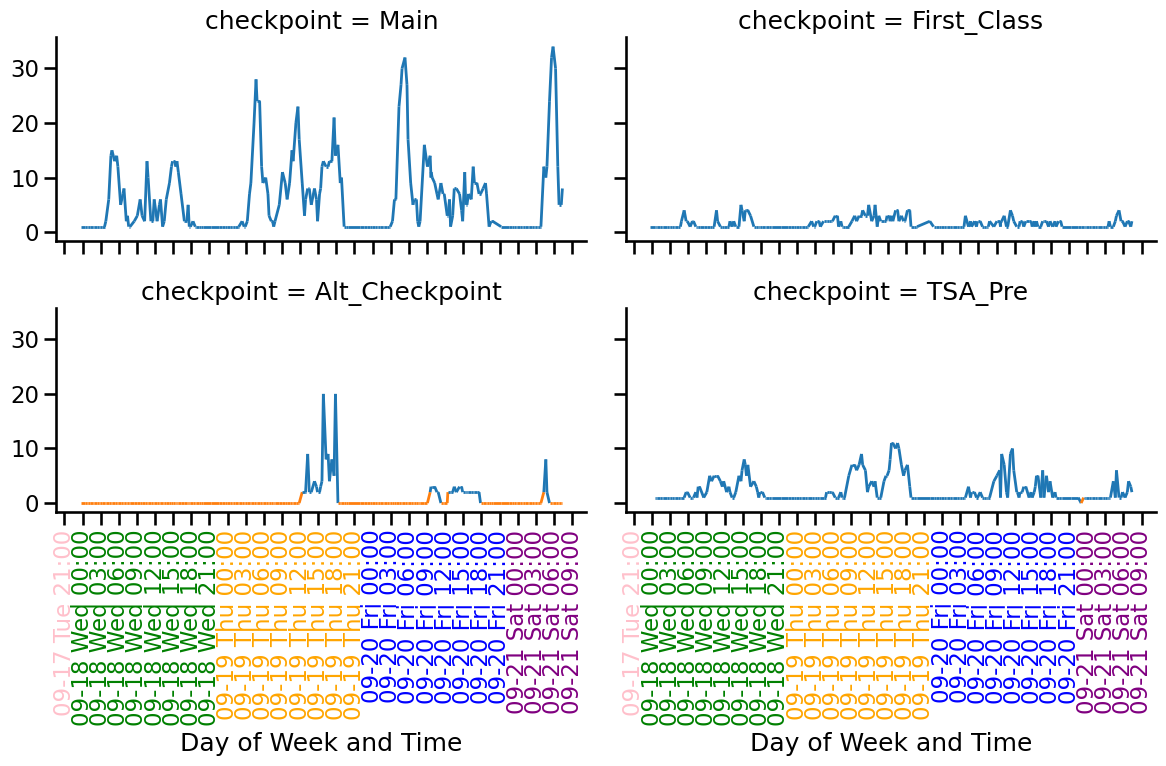 checkpoint = Main
checkpoint = First_Class
30
20
10
0
checkpoint = Alt_Checkpoint
checkpoint = TSA_Pre
30
20
10
0
09-17 Tue 21:00
09-18 Wed 00:00
09-18 Wed 03:00
09-18 Wed 06:00
09-18 Wed 09:00
09-18 Wed 12:00
09-18 Wed 15:00
09-18 Wed 18:00
09-18 Wed 21:00
09-19 Thu 00:00
09-19 Thu 03:00
09-19 Thu 06:00
09-19 Thu 09:00
09-19 Thu 12:00
09-19 Thu 15:00
09-19 Thu 18:00
09-19 Thu 21:00
09-20 Fri 00:00
09-20 Fri 03:00
09-20 Fri 06:00
09-20 Fri 09:00
09-20 Fri 12:00
09-20 Fri 15:00
09-20 Fri 18:00
09-20 Fri 21:00
09-21 Sat 00:00
09-21 Sat 03:00
09-21 Sat 06:00
09-21 Sat 09:00
09-17 Tue 21:00
09-18 Wed 00:00
09-18 Wed 03:00
09-18 Wed 06:00
09-18 Wed 09:00
09-18 Wed 12:00
09-18 Wed 15:00
09-18 Wed 18:00
09-18 Wed 21:00
09-19 Thu 00:00
09-19 Thu 03:00
09-19 Thu 06:00
09-19 Thu 09:00
09-19 Thu 12:00
09-19 Thu 15:00
09-19 Thu 18:00
09-19 Thu 21:00
09-20 Fri 00:00
09-20 Fri 03:00
09-20 Fri 06:00
09-20 Fri 09:00
09-20 Fri 12:00
09-20 Fri 15:00
09-20 Fri 18:00
09-20 Fri 21:00
09-21 Sat 00:00
09-21 Sat 03:00
09-21 Sat 06:00
09-21 Sat 09:00
Day of Week and Time
Day of Week and Time